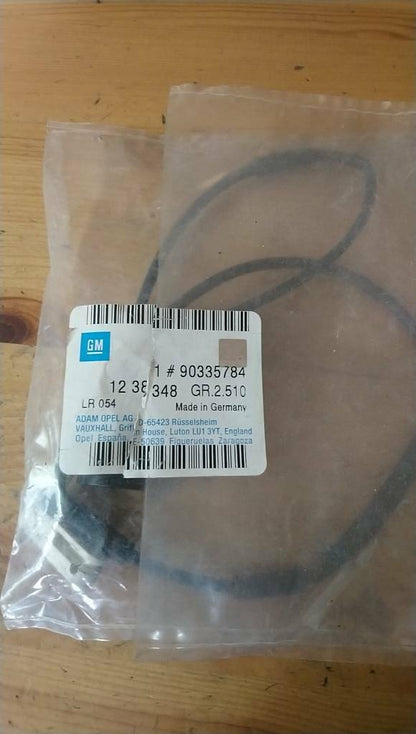 GM
1 # 90335784
12 38 348 GR.2.510
LR 054 Made in Germany
ADAM OPEL AG D-65423 Rüsselsheim
VAUXHALL, Griffin House, Luton LU1 3YT, England
Opel España E-50639 Figueruelas Zaragoza